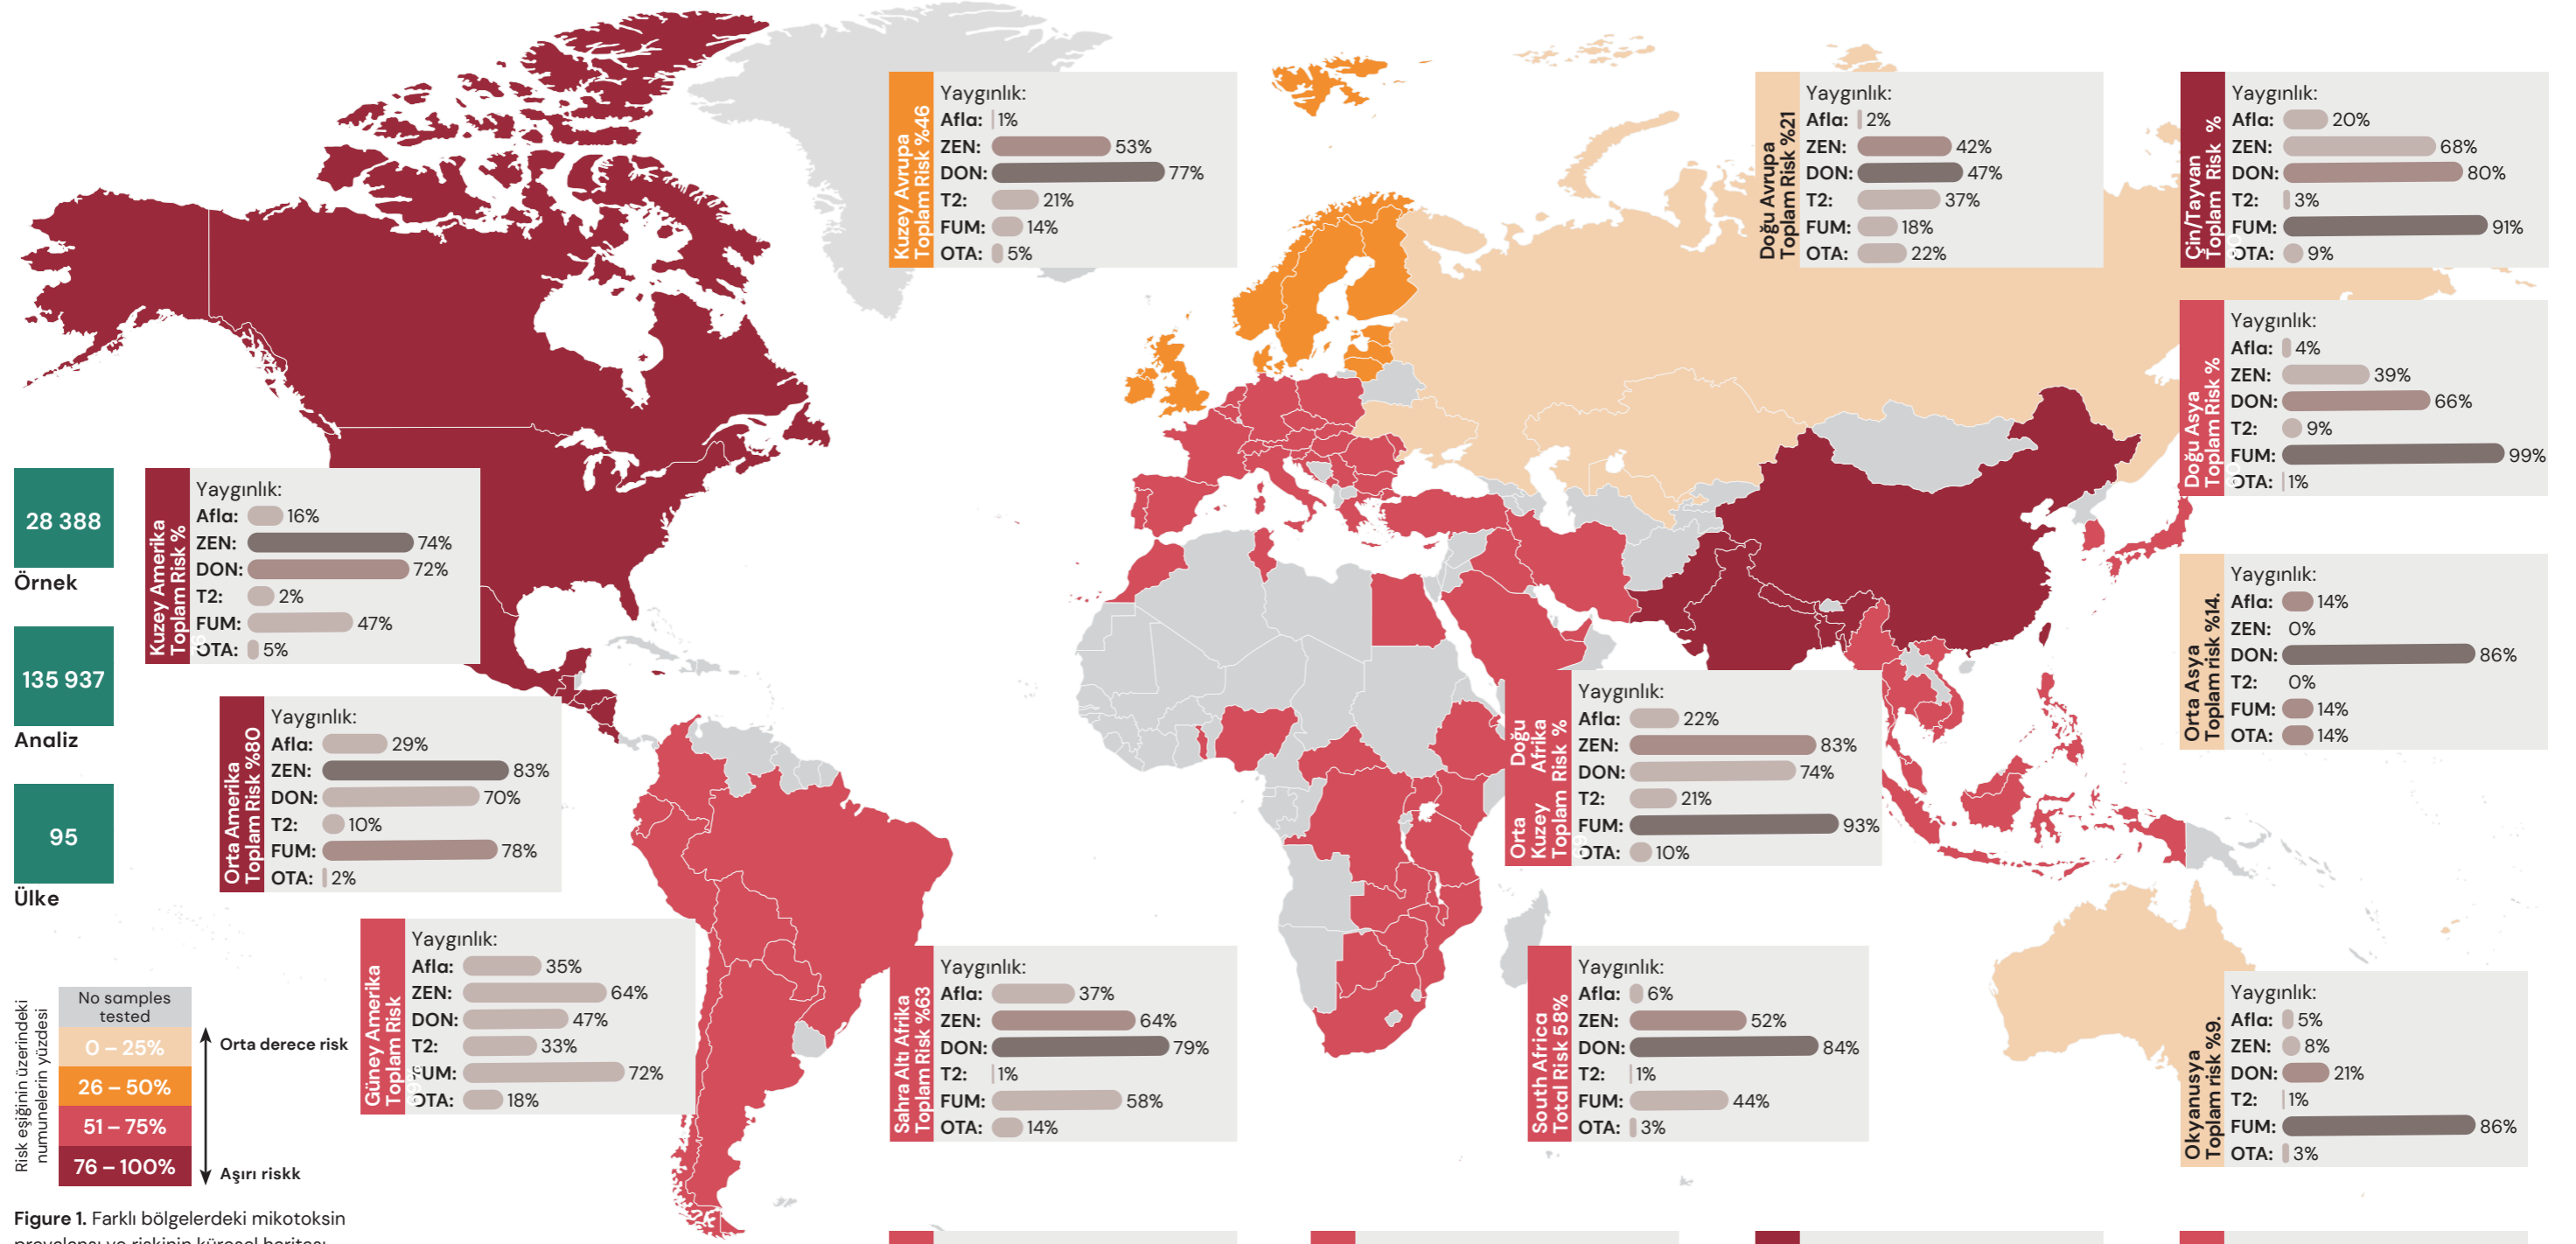 Kuzey Avrupa
Toplam Risk %46
Yaygınlık:
Afla: 1%
ZEN: 53%
DON: 77%
T2: 21%
FUM: 14%
OTA: 5%
Doğu Avrupa
Toplam Risk %21
Yaygınlık:
Afla: 2%
ZEN: 42%
DON: 47%
T2: 37%
FUM: 18%
OTA: 22%
Çin/Tayvan
Toplam Risk %
Yaygınlık:
Afla: 20%
ZEN: 68%
DON: 80%
T2: 3%
FUM: 91%
OTA: 9%
Doğu Asya
Toplam Risk %
Yaygınlık:
Afla: 4%
ZEN: 39%
DON: 66%
T2: 9%
FUM: 99%
OTA: 1%
28 388
Örnek
135 937
Analiz
95
Ülke
Kuzey Amerika
Toplam Risk %
Yaygınlık:
Afla: 16%
ZEN: 74%
DON: 72%
T2: 2%
FUM: 47%
OTA: 5%
Orta Asya
Toplam risk %14.
Yaygınlık:
Afla: 14%
ZEN: 0%
DON: 86%
T2: 0%
FUM: 14%
OTA: 14%
Orta Amerika
Toplam Risk %80
Yaygınlık:
Afla: 29%
ZEN: 83%
DON: 70%
T2: 10%
FUM: 78%
OTA: 2%
Orta Doğu
Kuzey Afrika
Toplam Risk %
Yaygınlık:
Afla: 22%
ZEN: 83%
DON: 74%
T2: 21%
FUM: 93%
OTA: 10%
Güney Amerika
Toplam Risk
Yaygınlık:
Afla: 35%
ZEN: 64%
DON: 47%
T2: 33%
FUM: 72%
OTA: 18%
Sahra Altı Afrika
Toplam Risk %63
Yaygınlık:
Afla: 37%
ZEN: 64%
DON: 79%
T2: 1%
FUM: 58%
OTA: 14%
South Africa
Total Risk 58%
Yaygınlık:
Afla: 6%
ZEN: 52%
DON: 84%
T2: 1%
FUM: 44%
OTA: 3%
Okyanusya
Toplam risk %9.
Yaygınlık:
Afla: 5%
ZEN: 8%
DON: 21%
T2: 1%
FUM: 86%
OTA: 3%
Risk eşiğinin üzerindeki
numunelerin yüzdesi
No samples
tested
0 – 25%
26 – 50%
51 – 75%
76 – 100%
Orta derece risk
Aşırı riskk
Figure 1. Farklı bölgelerdeki mikotoksin